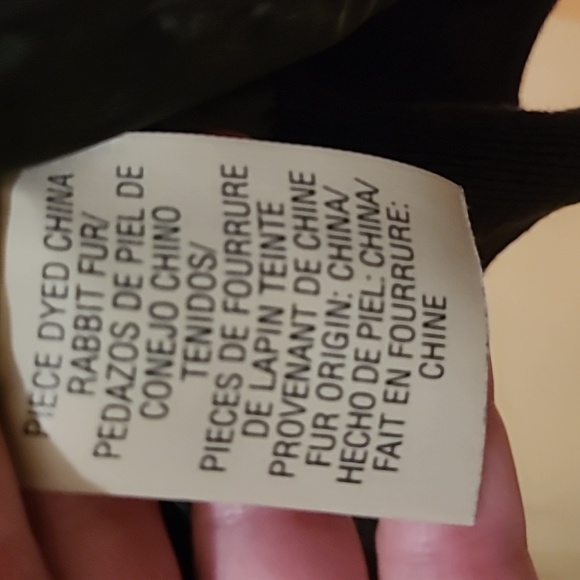 PIECE DYED CHINA
RABBIT FUR/
PEDAZOS DE PIEL DE
CONEJO CHINO
TENIDOS/
PIECES DE FOURRURE
DE LAPIN TEINTE
PROVENANT DE CHINE
FUR ORIGIN: CHINA/
HECHO DE PIEL: CHINA/
FAIT EN FOURRURE:
CHINE